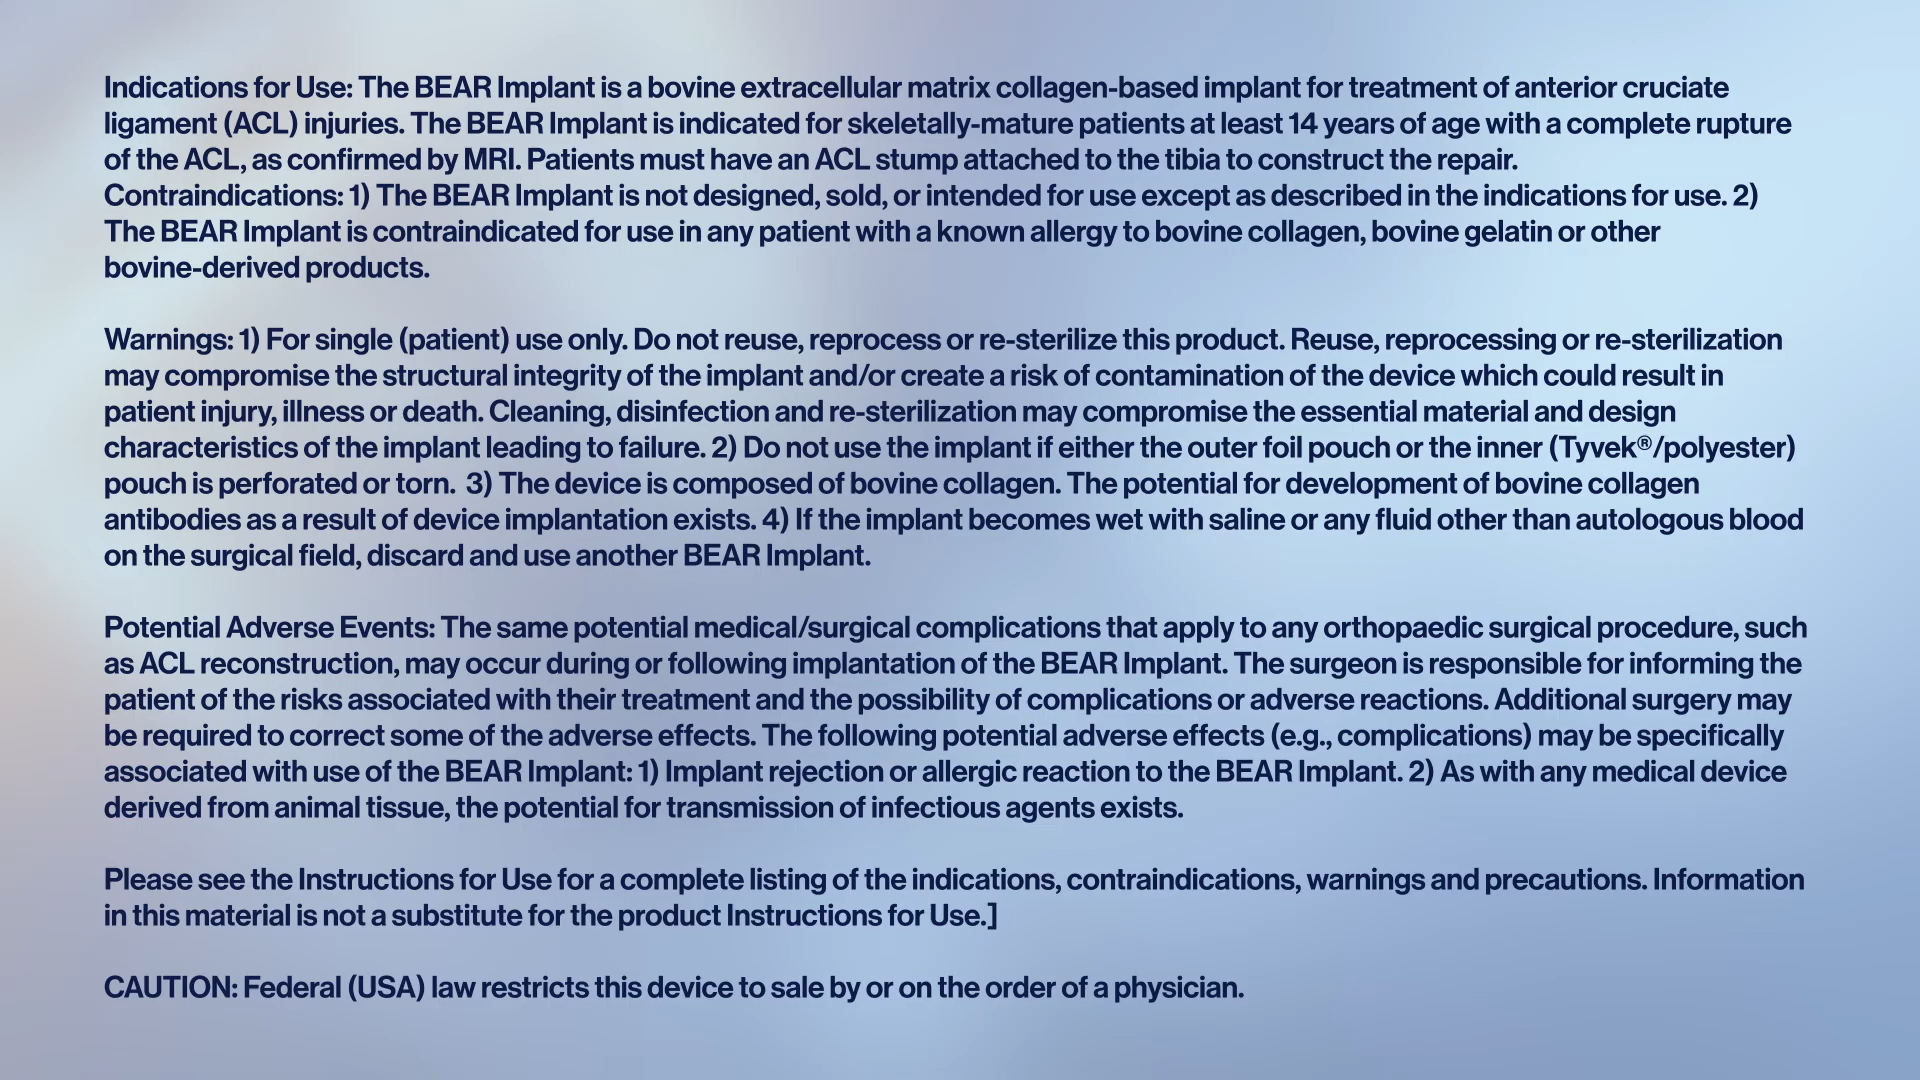 Indications for Use: The BEAR Implant is a bovine extracellular matrix collagen-based implant for treatment of anterior cruciate
ligament (ACL) injuries. The BEAR Implant is indicated for skeletally-mature patients at least 14 years of age with a complete rupture
of the ACL, as confirmed by MRI. Patients must have an ACL stump attached to the tibia to construct the repair.
Contraindications: 1) The BEAR Implant is not designed, sold, or intended for use except as described in the indications for use. 2)
The BEAR Implant is contraindicated for use in any patient with a known allergy to bovine collagen, bovine gelatin or other
bovine-derived products.
Warnings: 1) For single (patient) use only. Do not reuse, reprocess or re-sterilize this product. Reuse, reprocessing or re-sterilization
may compromise the structural integrity of the implant and/or create a risk of contamination of the device which could result in
patient injury, illness or death. Cleaning, disinfection and re-sterilization may compromise the essential material and design
characteristics of the implant leading to failure. 2) Do not use the implant if either the outer foil pouch or the inner (Tyvek®/polyester)
pouch is perforated or torn.  3) The device is composed of bovine collagen. The potential for development of bovine collagen
antibodies as a result of device implantation exists. 4) If the implant becomes wet with saline or any fluid other than autologous blood
on the surgical field, discard and use another BEAR Implant.
Potential Adverse Events: The same potential medical/surgical complications that apply to any orthopaedic surgical procedure, such
as ACL reconstruction, may occur during or following implantation of the BEAR Implant. The surgeon is responsible for informing the
patient of the risks associated with their treatment and the possibility of complications or adverse reactions. Additional surgery may
be required to correct some of the adverse effects. The following potential adverse effects (e.g., complications) may be specifically
associated with use of the BEAR Implant: 1) Implant rejection or allergic reaction to the BEAR Implant. 2) As with any medical device
derived from animal tissue, the potential for transmission of infectious agents exists.
Please see the Instructions for Use for a complete listing of the indications, contraindications, warnings and precautions. Information
in this material is not a substitute for the product Instructions for Use.]
CAUTION: Federal (USA) law restricts this device to sale by or on the order of a physician.